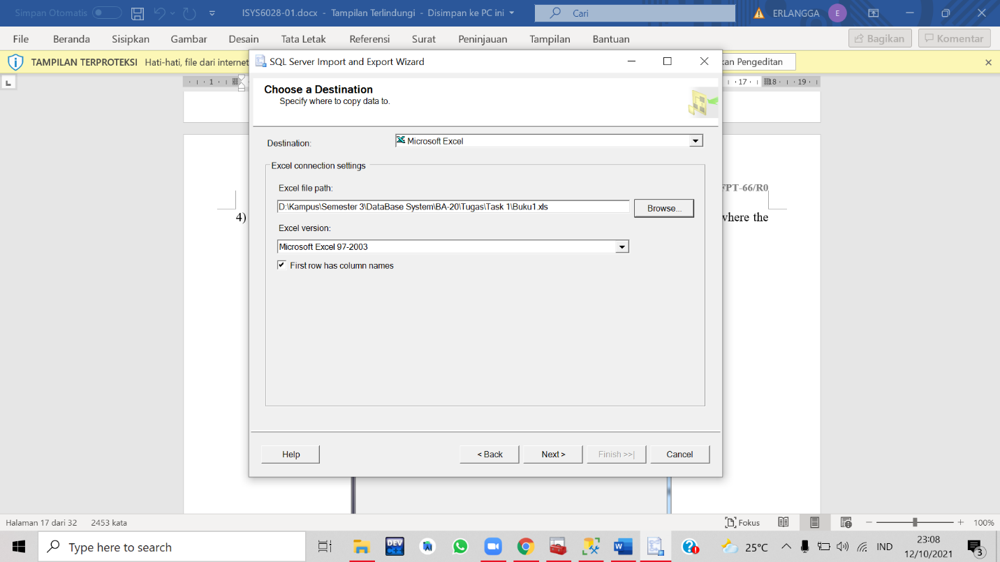 Simpan Otomatis ISYS6028-01.docx - Tampilan Terlindungi - Disimpan ke PC ini Cari ERLANGGA E
File Beranda Sisipkan Gambar Desain Tata Letak Referensi Surat Peninjauan Tampilan Bantuan Bagikan Komentar
TAMPILAN TERPROTEKSI Hati-hati, file dari internet kan Pengeditan
SQL Server Import and Export Wizard
1 17 18 19
Choose a Destination
Specify where to copy data to.
Destination: Microsoft Excel
Excel connection settings
Excel file path:
FPT-66/R0
D:\Kampus\Semester 3\DataBase System\BA-20\Tugas\Task 1\Buku1.xls Browse...
4) where the
Excel version:
Microsoft Excel 97-2003
First row has column names
Help < Back Next > Finish >>| Cancel
Halaman 17 dari 32 2453 kata Fokus 100%
Type here to search DEV C++ 25°C IND 23:08
12/10/2021 3